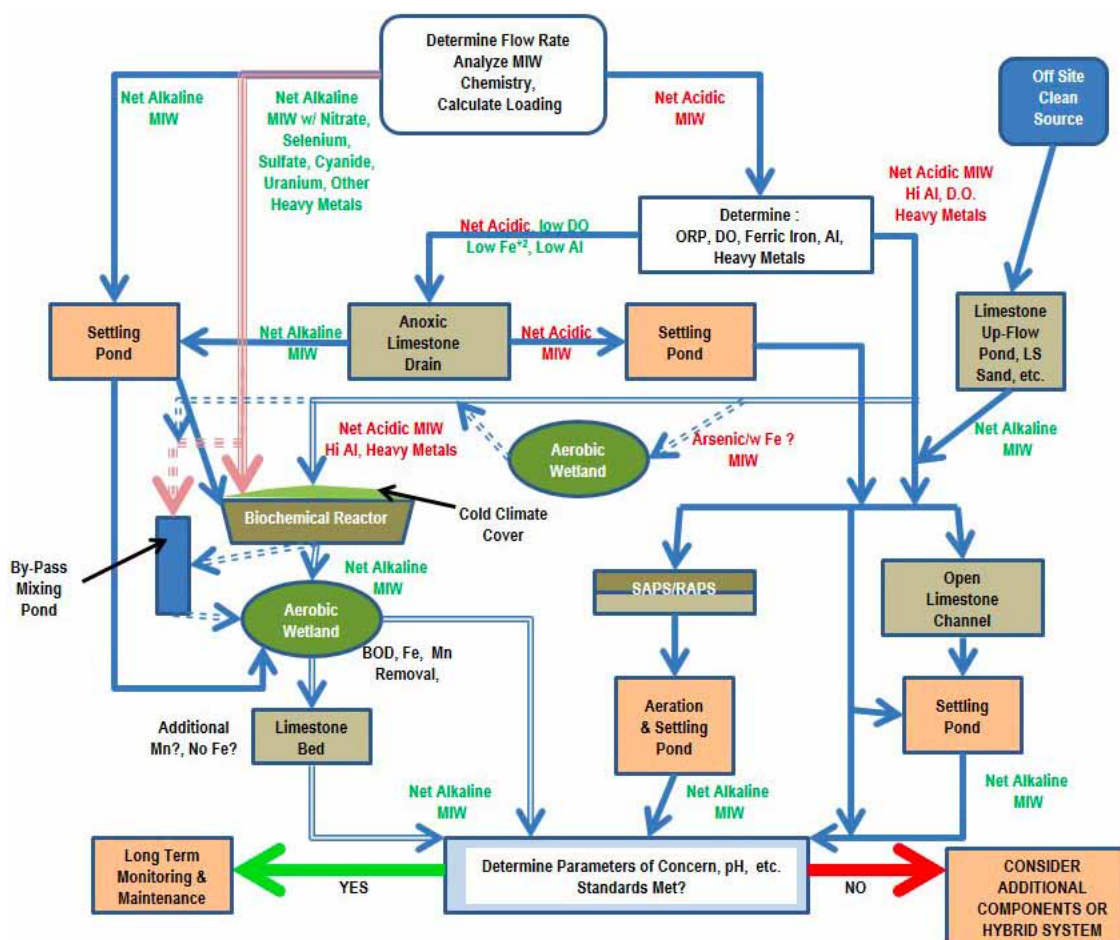 Determine Flow Rate
Analyze MIW
Chemistry,
Calculate Loading
Off Site
Clean
Source
Net Alkaline
MIW
Net Alkaline
MIW w/ Nitrate,
Selenium,
Sulfate, Cyanide,
Uranium, Other
Heavy Metals
Net Acidic
MIW
Net Acidic MIW
Hi Al, D.O.
Heavy Metals
Determine :
ORP, DO, Ferric Iron, Al,
Heavy Metals
Net Acidic, low DO
Low Fe+2, Low Al
Settling
Pond
Net Alkaline
MIW
Anoxic
Limestone
Drain
Net Acidic
MIW
Settling
Pond
Limestone
Up-Flow
Pond, LS
Sand, etc.
Net Acidic MIW
Hi Al, Heavy Metals
Aerobic
Wetland
Arsenic/w Fe ?
MIW
Net Alkaline
MIW
Biochemical Reactor
Cold Climate
Cover
By-Pass
Mixing
Pond
Net Alkaline
MIW
Aerobic
Wetland
BOD, Fe, Mn
Removal,
SAPS/RAPS
Open
Limestone
Channel
Additional
Mn?, No Fe?
Limestone
Bed
Aeration
& Settling
Pond
Settling
Pond
Net Alkaline
MIW
Net Alkaline
MIW
Net Alkaline
MIW
Long Term
Monitoring &
Maintenance
YES
Determine Parameters of Concern, pH, etc.
Standards Met?
NO
CONSIDER
ADDITIONAL
COMPONENTS OR
HYBRID SYSTEM